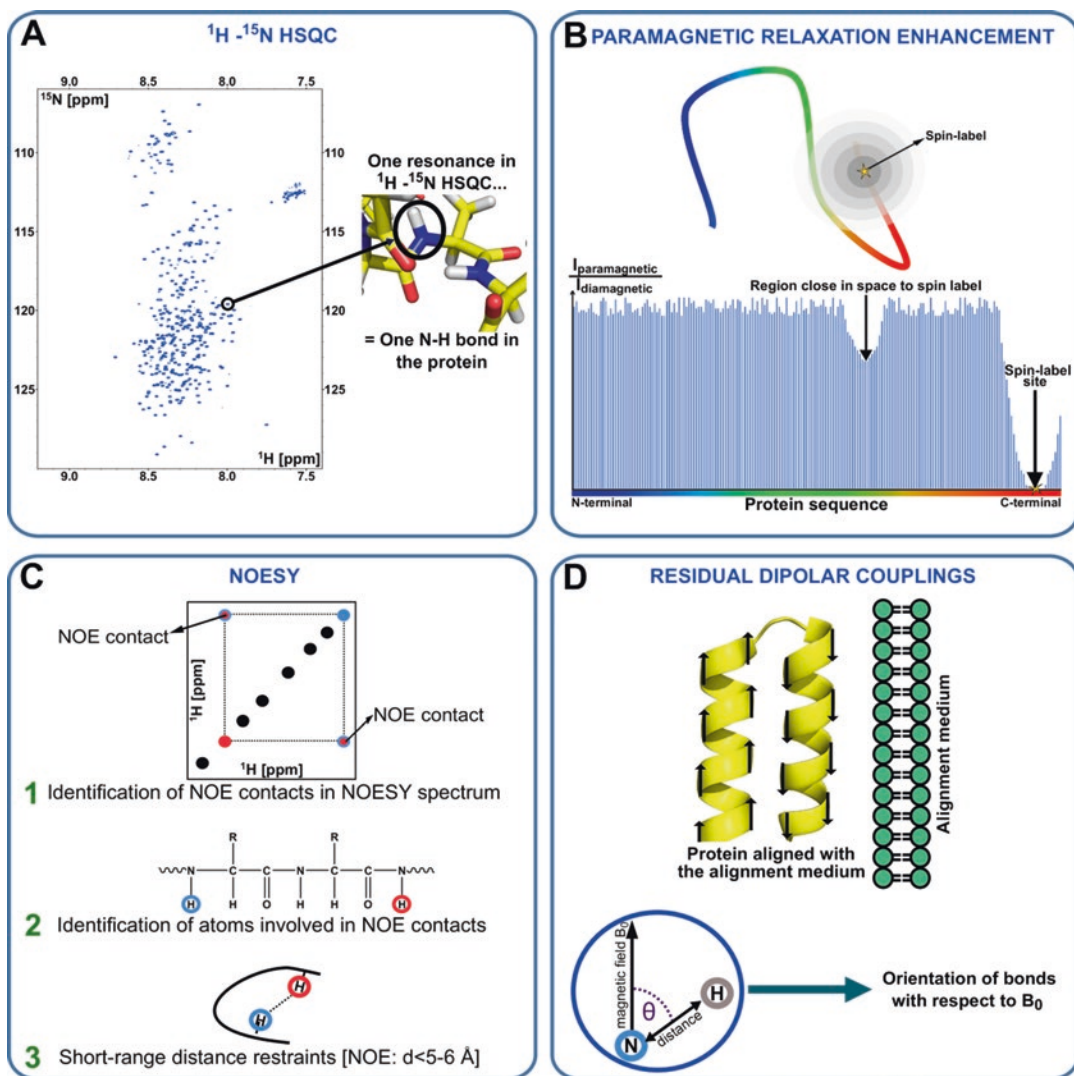 A
¹H -¹⁵N HSQC
9.0 8.5 8.0 7.5
¹⁵N [ppm]
110 110
115 115
120 120
125 125
¹H [ppm]
9.0 8.5 8.0 7.5
One resonance in
¹H -¹⁵N HSQC...
= One N-H bond in
the protein
B
PARAMAGNETIC RELAXATION ENHANCEMENT
Spin-label
I paramagnetic
I diamagnetic
Region close in space to spin label
Spin-label
site
N-terminal Protein sequence C-terminal
C
NOESY
NOE contact
¹H [ppm]
NOE contact
¹H [ppm]
1 Identification of NOE contacts in NOESY spectrum
R R
N C C N C C N
H H O H H O H
2 Identification of atoms involved in NOE contacts
H
H
3 Short-range distance restraints [NOE: d<5-6 Å]
D
RESIDUAL DIPOLAR COUPLINGS
Alignment medium
Protein aligned with
the alignment medium
magnetic field B₀
θ
H
distance
N
Orientation of bonds
with respect to B₀